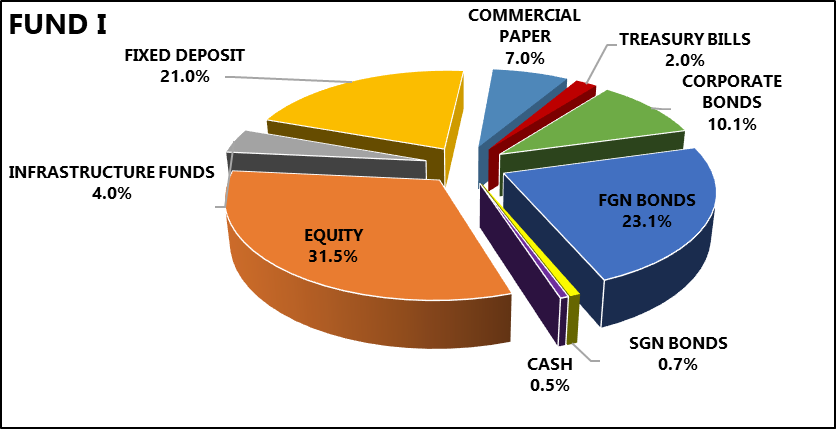 FUND I
COMMERCIAL
PAPER
7.0%
TREASURY BILLS
2.0%
CORPORATE
BONDS
10.1%
FGN BONDS
23.1%
SGN BONDS
0.7%
CASH
0.5%
EQUITY
31.5%
INFRASTRUCTURE FUNDS
4.0%
FIXED DEPOSIT
21.0%